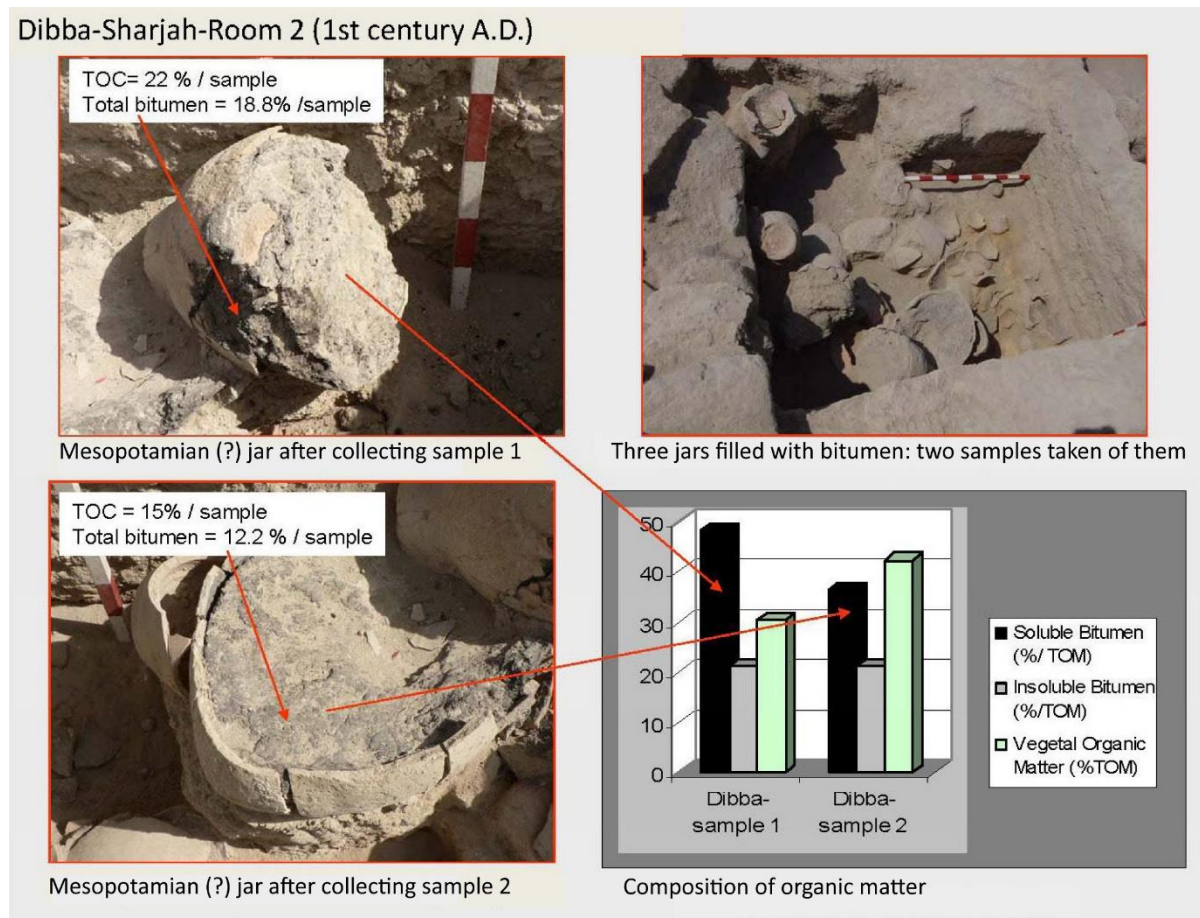 Dibba-Sharjah-Room 2 (1st century A.D.)
TOC= 22 % / sample
Total bitumen = 18.8% /sample
Mesopotamian (?) jar after collecting sample 1
Three jars filled with bitumen: two samples taken of them
TOC = 15% / sample
Total bitumen = 12.2 % / sample
Mesopotamian (?) jar after collecting sample 2
50
40
30
20
10
0
Dibba-
sample 1
Dibba-
sample 2
Soluble Bitumen
(%/ TOM)
Insoluble Bitumen
(%/TOM)
Vegetal Organic
Matter (%TOM)
Composition of organic matter